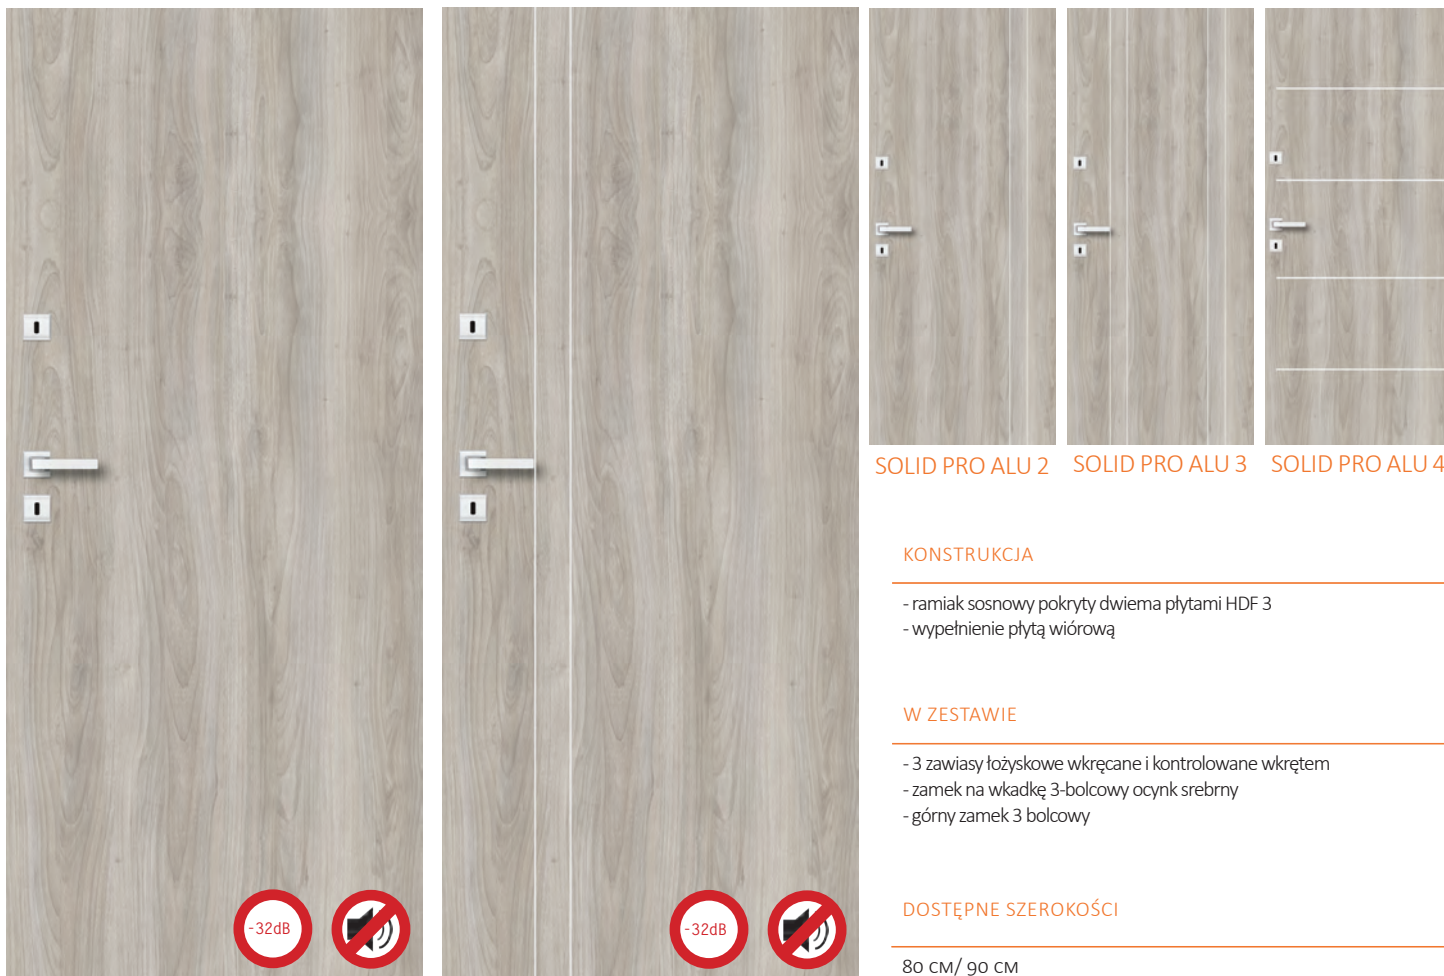 -32dB
-32dB
SOLID PRO ALU 2
SOLID PRO ALU 3
SOLID PRO ALU 4
KONSTRUKCJA
- ramiak sosnowy pokryty dwiema płytami HDF 3
- wypełnienie płytą wiórową
W ZESTAWIE
- 3 zawiasy łożyskowe wkręcane i kontrolowane wkrętem
- zamek na wkadkę 3-bolcowy ocynk srebrny
- górny zamek 3 bolcowy
DOSTĘPNE SZEROKOŚCI
80 CM/ 90 CM